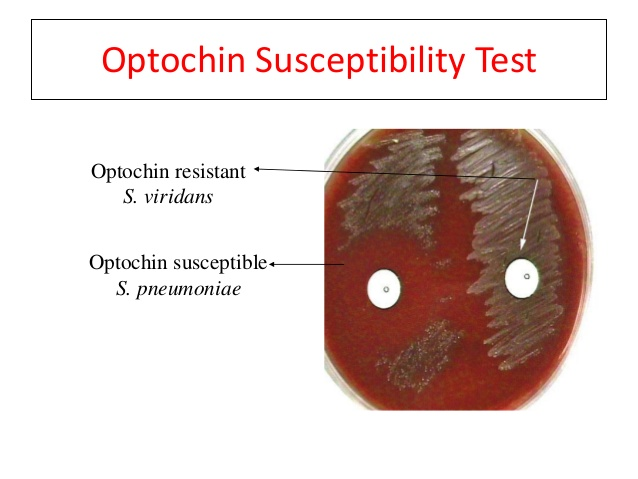 Optochin Susceptibility Test
Optochin resistant
S. viridans
Optochin susceptible
S. pneumoniae